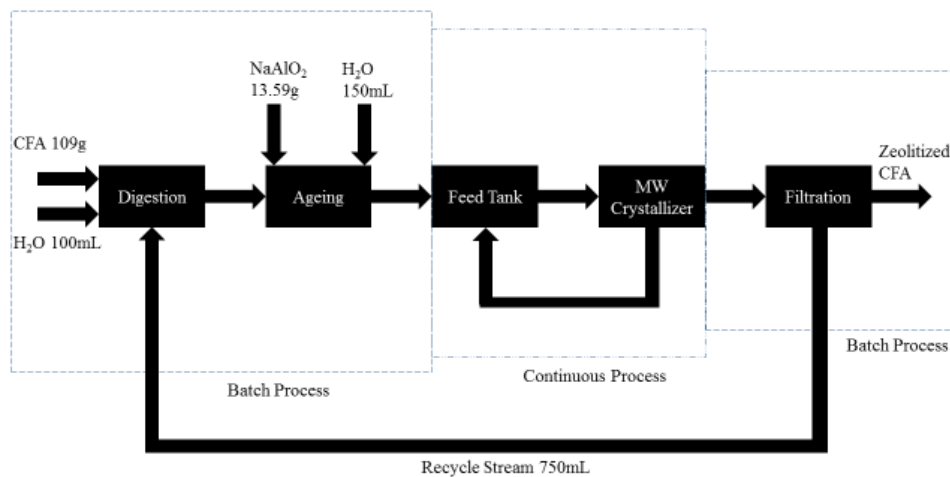 NaAlO₂
13.59g
H₂O
150mL
CFA 109g
H₂O 100mL
Digestion
Ageing
Feed Tank
MW
Crystallizer
Filtration
Zeolitized
CFA
Batch Process
Continuous Process
Batch Process
Recycle Stream 750mL